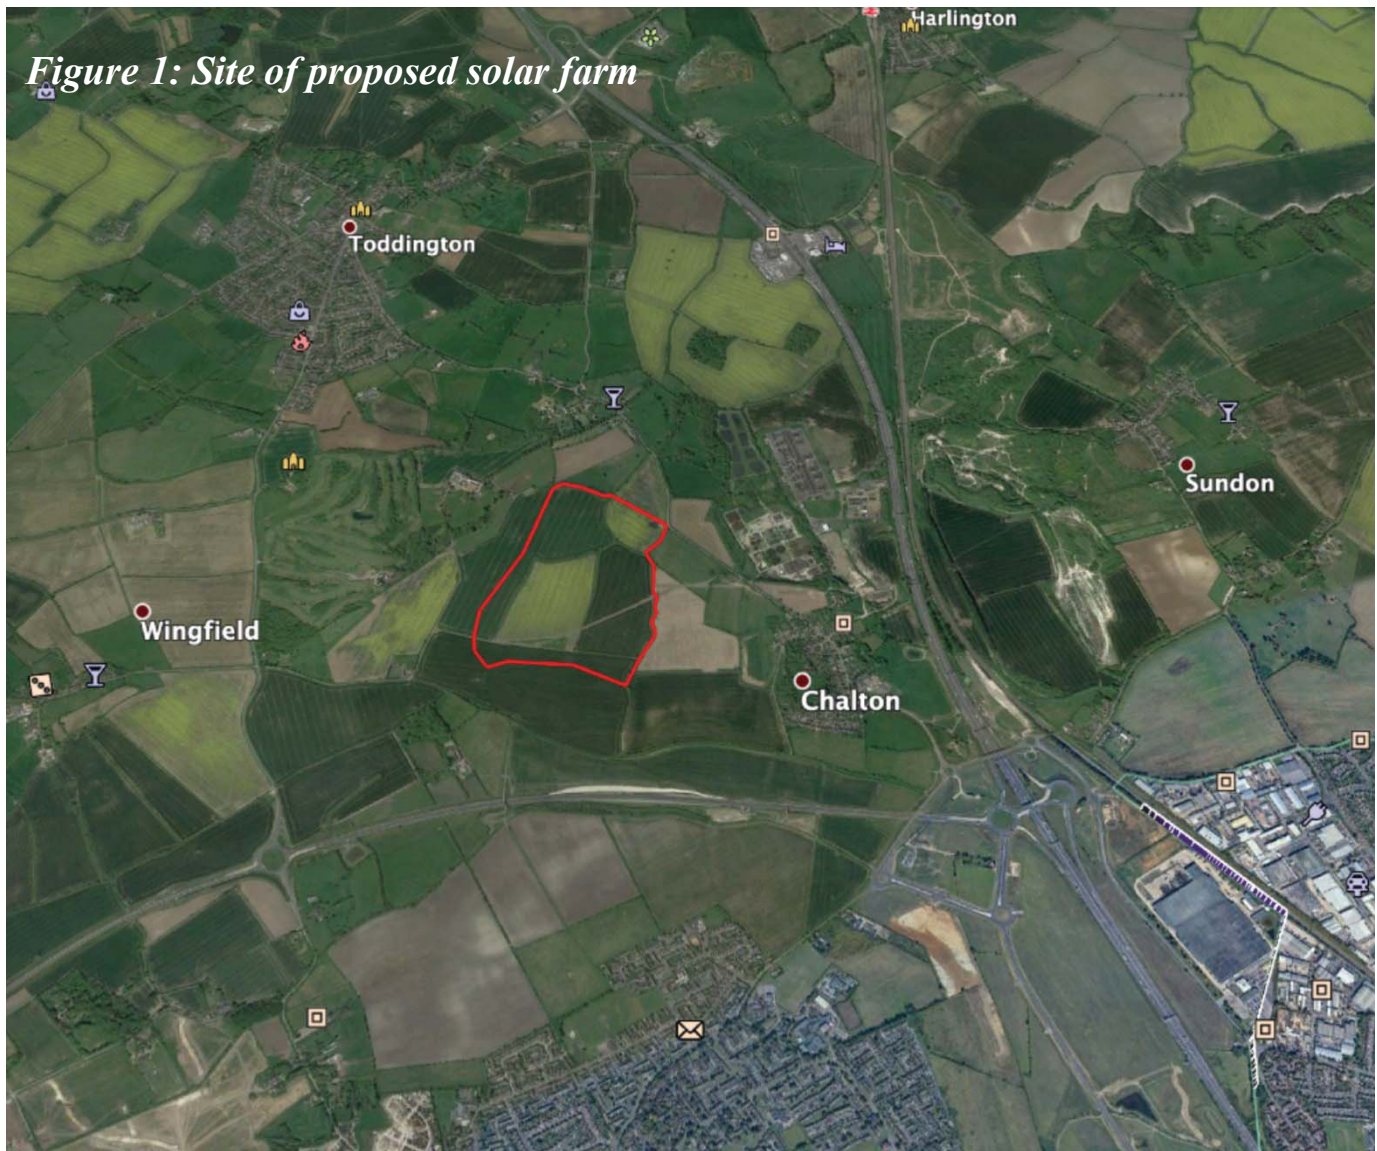 Harlington
Figure 1: Site of proposed solar farm
Toddington
Sundon
Wingfield
Chalton